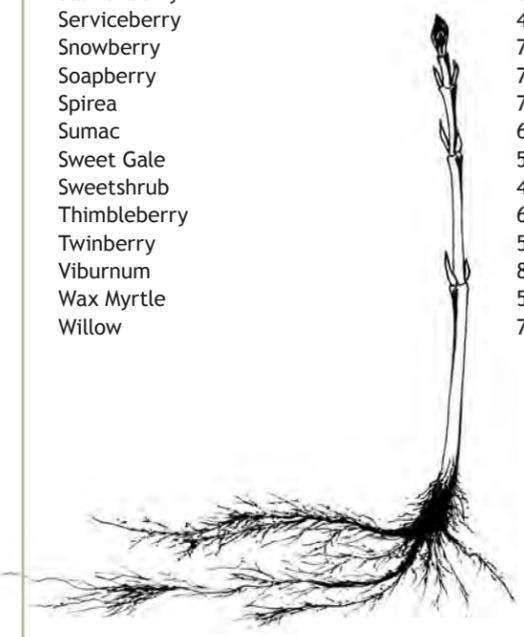 Serviceberry 4
Snowberry 7
Soapberry 7
Spirea 7
Sumac 6
Sweet Gale 5
Sweetshrub 4
Thimbleberry 6
Twinberry 5
Viburnum 8
Wax Myrtle 5
Willow 7